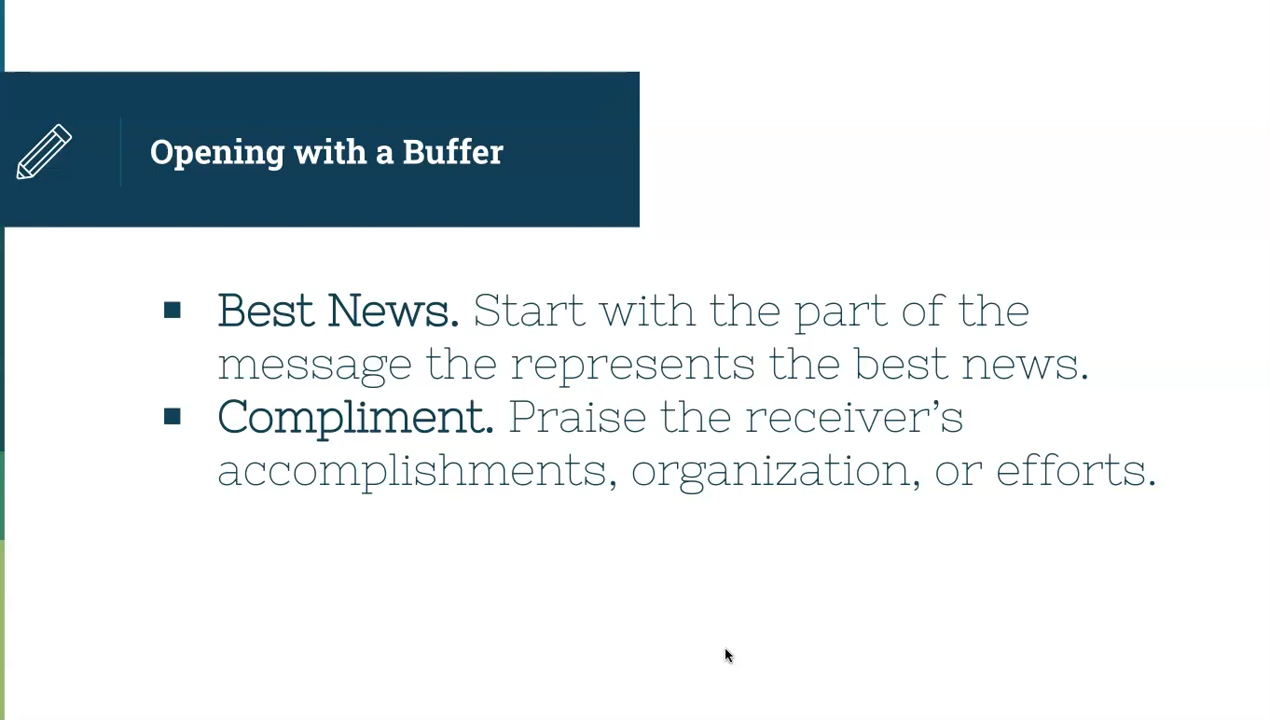 Opening with a Buffer
Best News. Start with the part of the
message the represents the best news.
Compliment. Praise the receiver’s
accomplishments, organization, or efforts.